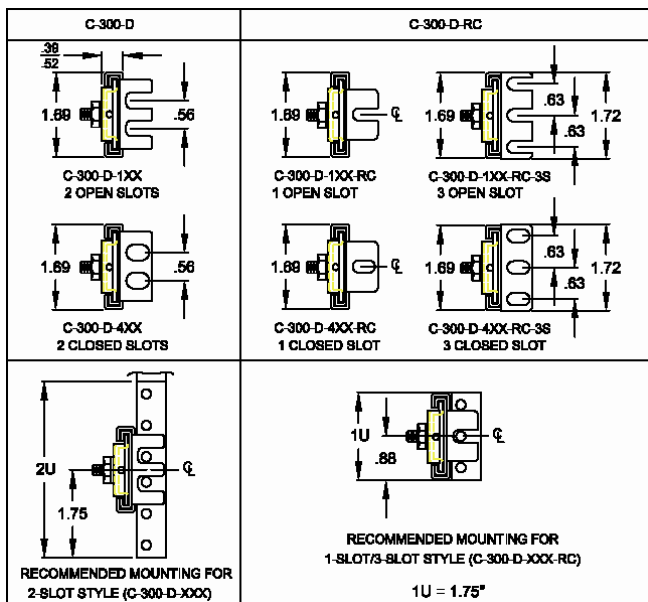 C-300-D
C-300-D-RC
.39
.52
1.69
.56
C-300-D-1XX
2 OPEN SLOTS
1.69
℄
C-300-D-1XX-RC
1 OPEN SLOT
1.69
.63
.63
1.72
C-300-D-1XX-RC-3S
3 OPEN SLOT
1.69
.56
C-300-D-4XX
2 CLOSED SLOTS
1.69
℄
C-300-D-4XX-RC
1 CLOSED SLOT
1.69
.63
.63
1.72
C-300-D-4XX-RC-3S
3 CLOSED SLOT
2U
1.75
℄
RECOMMENDED MOUNTING FOR
2-SLOT STYLE (C-300-D-XXX)
1U
.88
℄
RECOMMENDED MOUNTING FOR
1-SLOT/3-SLOT STYLE (C-300-D-XXX-RC)
1U = 1.75"